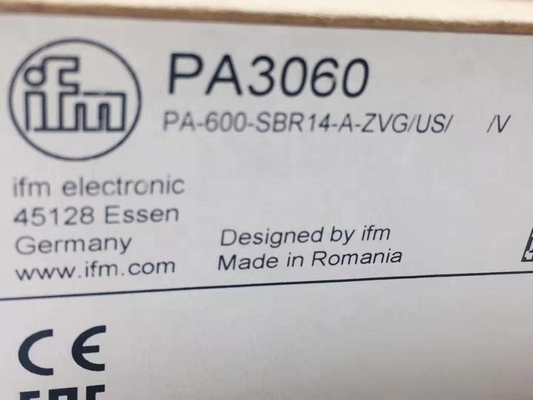 ifm
PA3060
PA-600-SBR14-A-ZVG/US/ /V
ifm electronic
45128 Essen
Germany
www.ifm.com
Designed by ifm
Made in Romania
CE